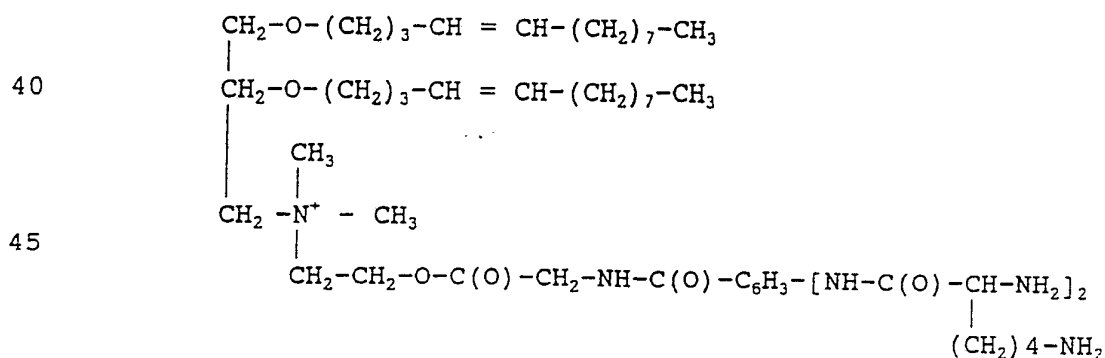 CH₂-O-(CH₂)₃-CH = CH-(CH₂)₇-CH₃
40 CH₂-O-(CH₂)₃-CH = CH-(CH₂)₇-CH₃
CH₃
CH₂ -N⁺ - CH₃
45
CH₂-CH₂-O-C(O)-CH₂-NH-C(O)-C₆H₃-[NH-C(O)-CH-NH₂]₂
(CH₂)4-NH₂